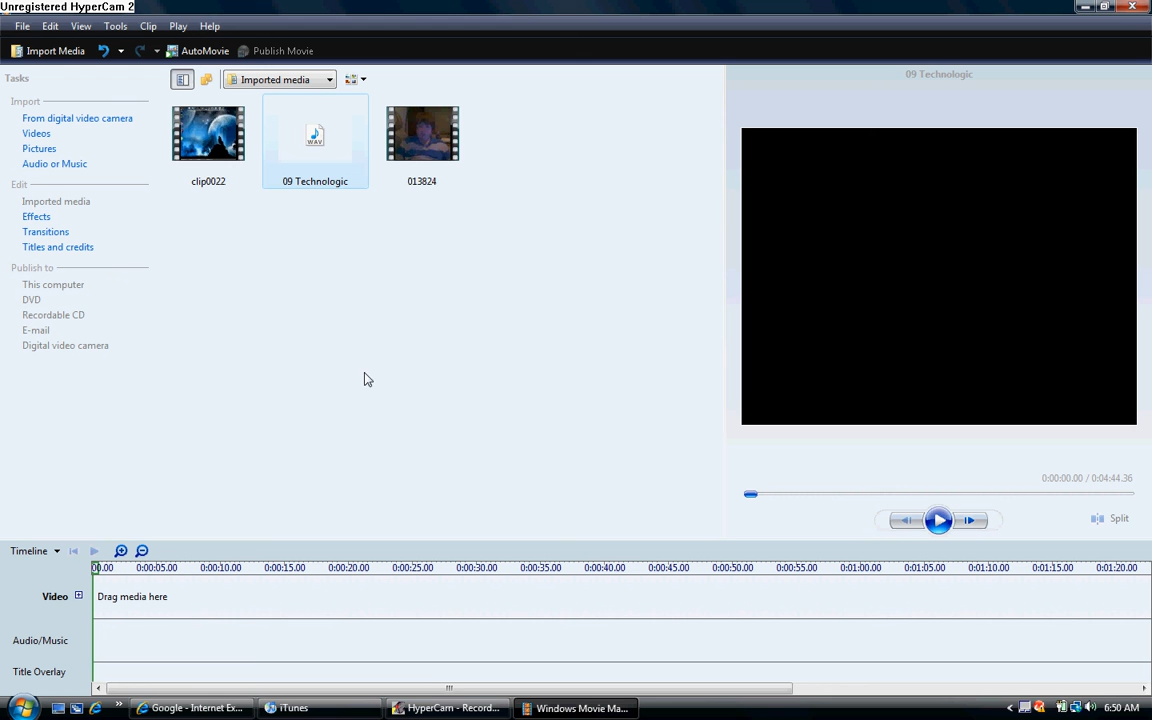 Unregistered HyperCam 2
File Edit View Tools Clip Play Help
Import Media AutoMovie Publish Movie
Tasks
Import
From digital video camera
Videos
Pictures
Audio or Music
Edit
Imported media
Effects
Transitions
Titles and credits
Publish to
This computer
DVD
Recordable CD
E-mail
Digital video camera
Imported media
WAV
clip0022 09 Technologic 013824
09 Technologic
0:00:00.00 / 0:04:44.36
Split
Timeline
00.00 0:00:05.00 0:00:10.00 0:00:15.00 0:00:20.00 0:00:25.00 0:00:30.00 0:00:35.00 0:00:40.00 0:00:45.00 0:00:50.00 0:00:55.00 0:01:00.00 0:01:05.00 0:01:10.00 0:01:15.00 0:01:20.00
Video Drag media here
Audio/Music
Title Overlay
Google - Internet Ex... iTunes HyperCam - Record... Windows Movie Ma... 6:50 AM